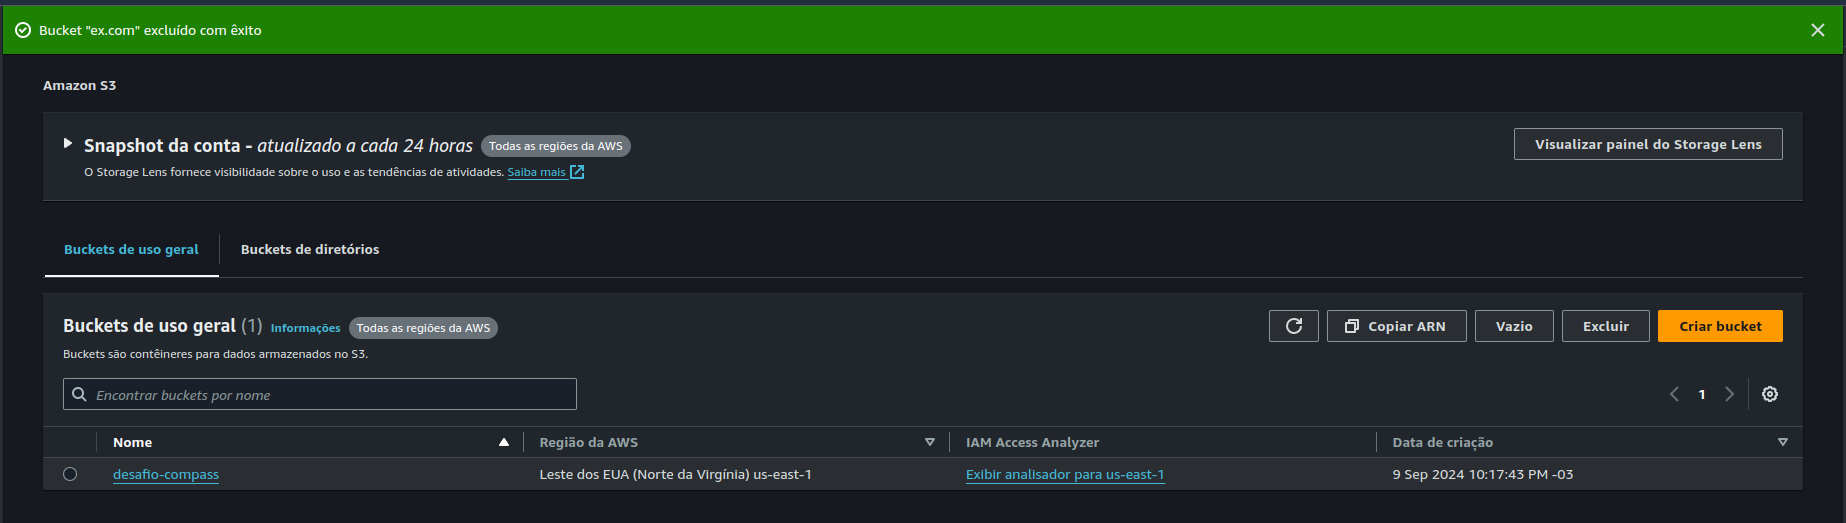 Bucket "ex.com" excluído com êxito
Amazon S3
Snapshot da conta - atualizado a cada 24 horas Todas as regiões da AWS
Visualizar painel do Storage Lens
O Storage Lens fornece visibilidade sobre o uso e as tendências de atividades. Saiba mais
Buckets de uso geral Buckets de diretórios
Buckets de uso geral (1) Informações Todas as regiões da AWS
Copiar ARN Vazio Excluir Criar bucket
Buckets são contêineres para dados armazenados no S3.
Encontrar buckets por nome
1
Nome Região da AWS IAM Access Analyzer Data de criação
desafio-compass Leste dos EUA (Norte da Virgínia) us-east-1 Exibir analisador para us-east-1 9 Sep 2024 10:17:43 PM -03